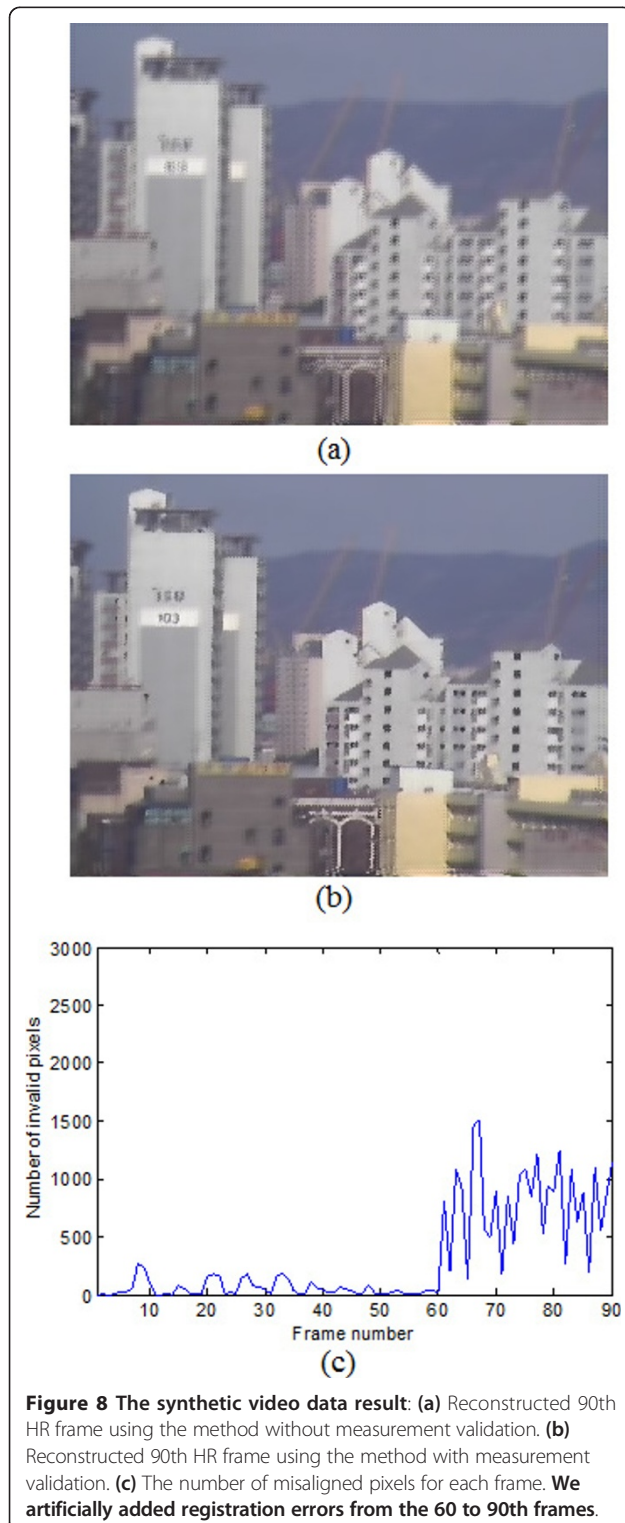 (a)
103
(b)
3000
2500
2000
1500
1000
500
0
Number of invalid pixels
10 20 30 40 50 60 70 80 90
Frame number
(c)
Figure 8 The synthetic video data result: (a) Reconstructed 90th
HR frame using the method without measurement validation. (b)
Reconstructed 90th HR frame using the method with measurement
validation. (c) The number of misaligned pixels for each frame. We
artificially added registration errors from the 60 to 90th frames.